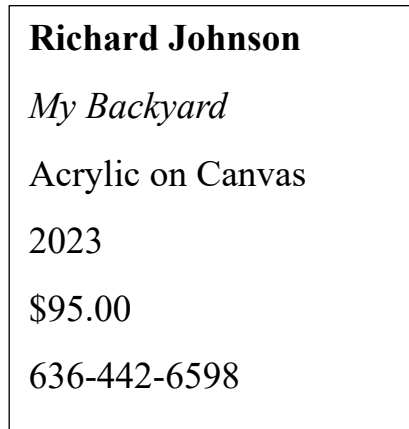 Richard Johnson
My Backyard
Acrylic on Canvas
2023
$95.00
636-442-6598